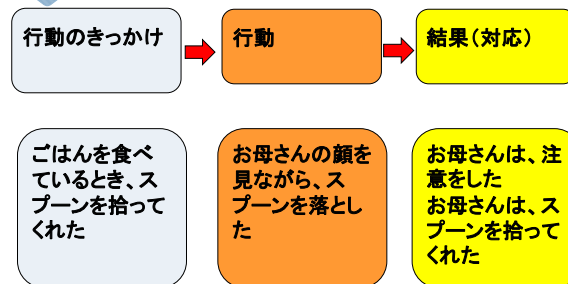 行動のきっかけ
行動
結果（対応）
ごはんを食べ
ているとき、ス
プーンを拾って
くれた
お母さんの顔を
見ながら、ス
プーンを落とし
た
お母さんは、注
意をした
お母さんは、ス
プーンを拾って
くれた